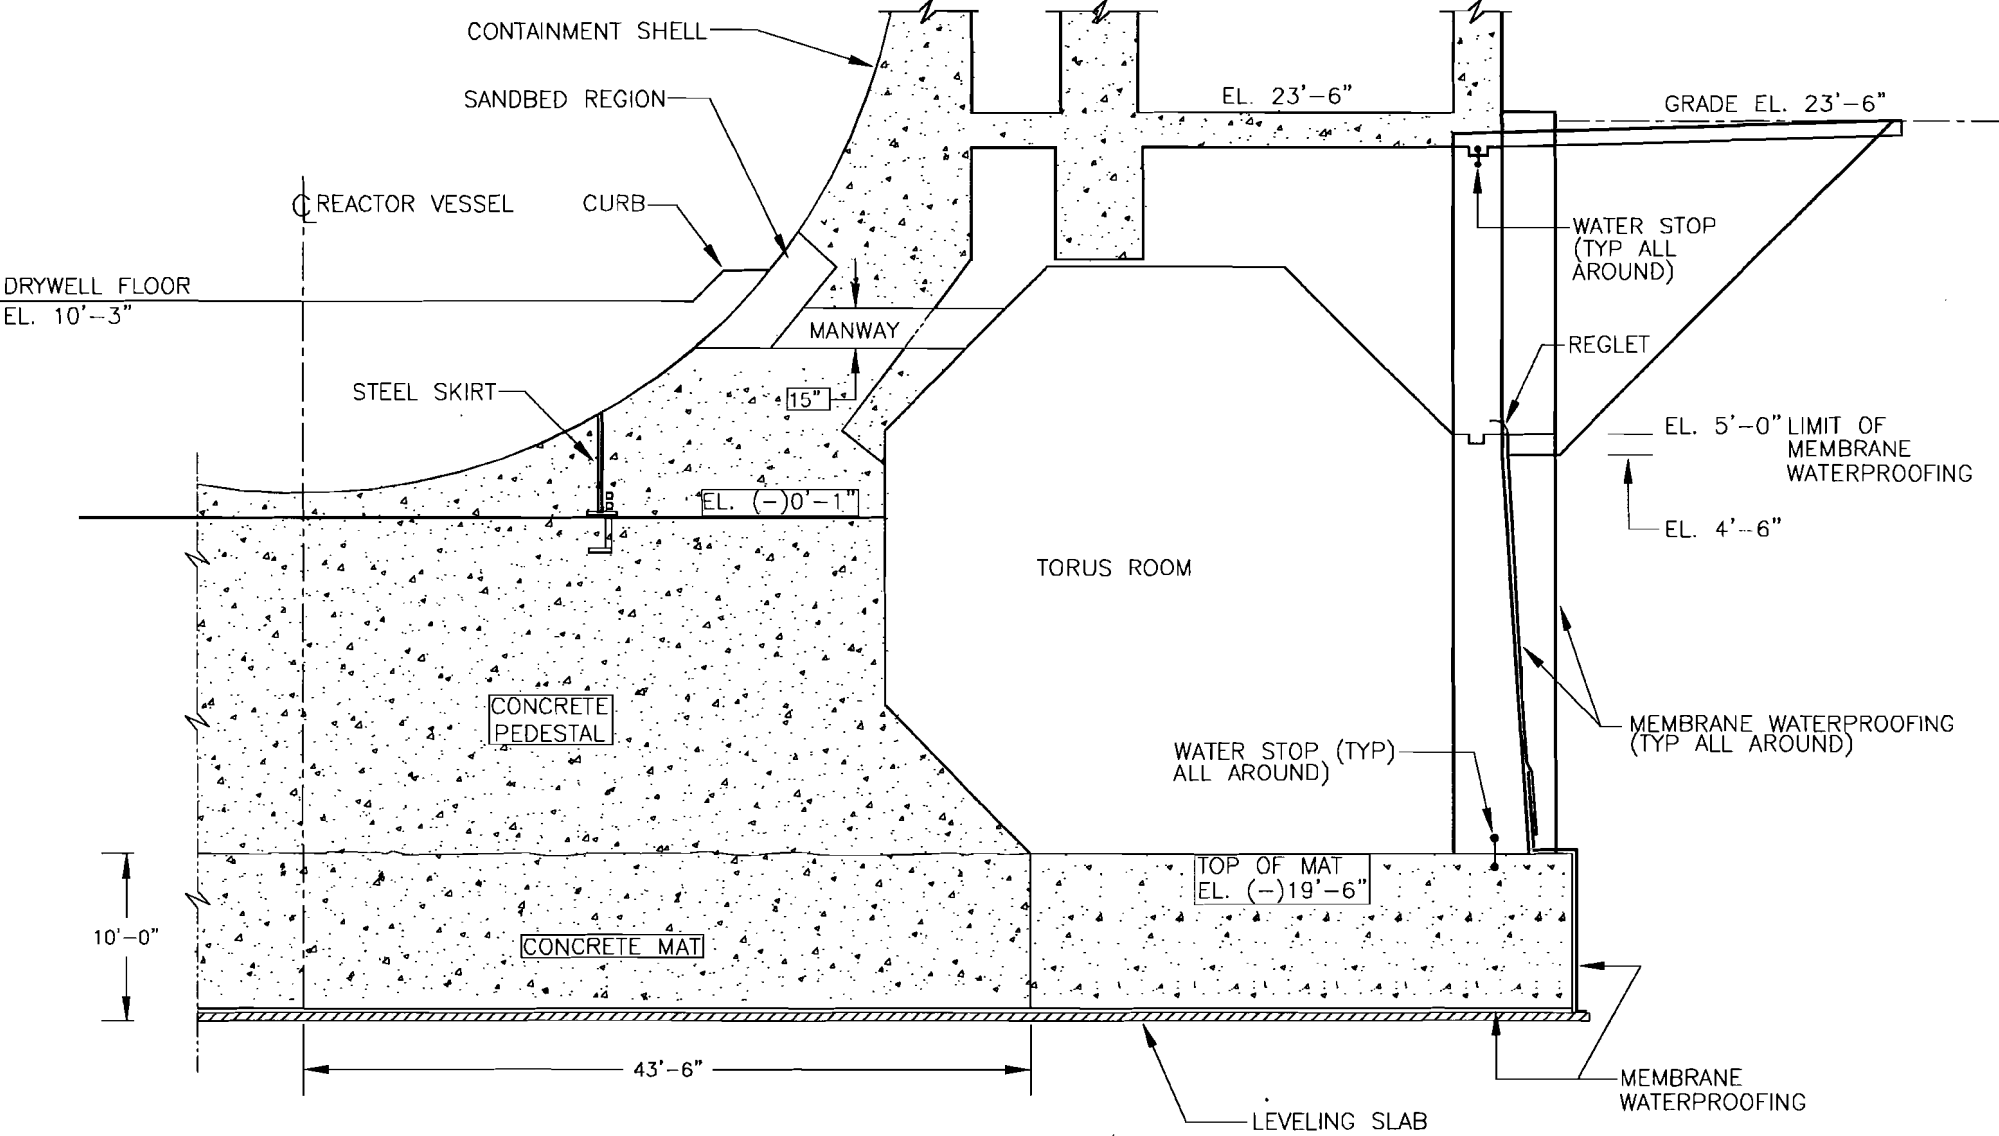 CONTAINMENT SHELL
SANDBED REGION
EL. 23'-6"
GRADE EL. 23'-6"
℄ REACTOR VESSEL
CURB
WATER STOP
(TYP ALL
AROUND)
DRYWELL FLOOR
EL. 10'-3"
MANWAY
REGLET
STEEL SKIRT
15"
EL. 5'-0" LIMIT OF
MEMBRANE
WATERPROOFING
EL. (-)0'-1"
EL. 4'-6"
TORUS ROOM
CONCRETE
PEDESTAL
MEMBRANE WATERPROOFING
(TYP ALL AROUND)
WATER STOP (TYP)
ALL AROUND)
TOP OF MAT
EL. (-)19'-6"
10'-0"
CONCRETE MAT
43'-6"
MEMBRANE
WATERPROOFING
LEVELING SLAB